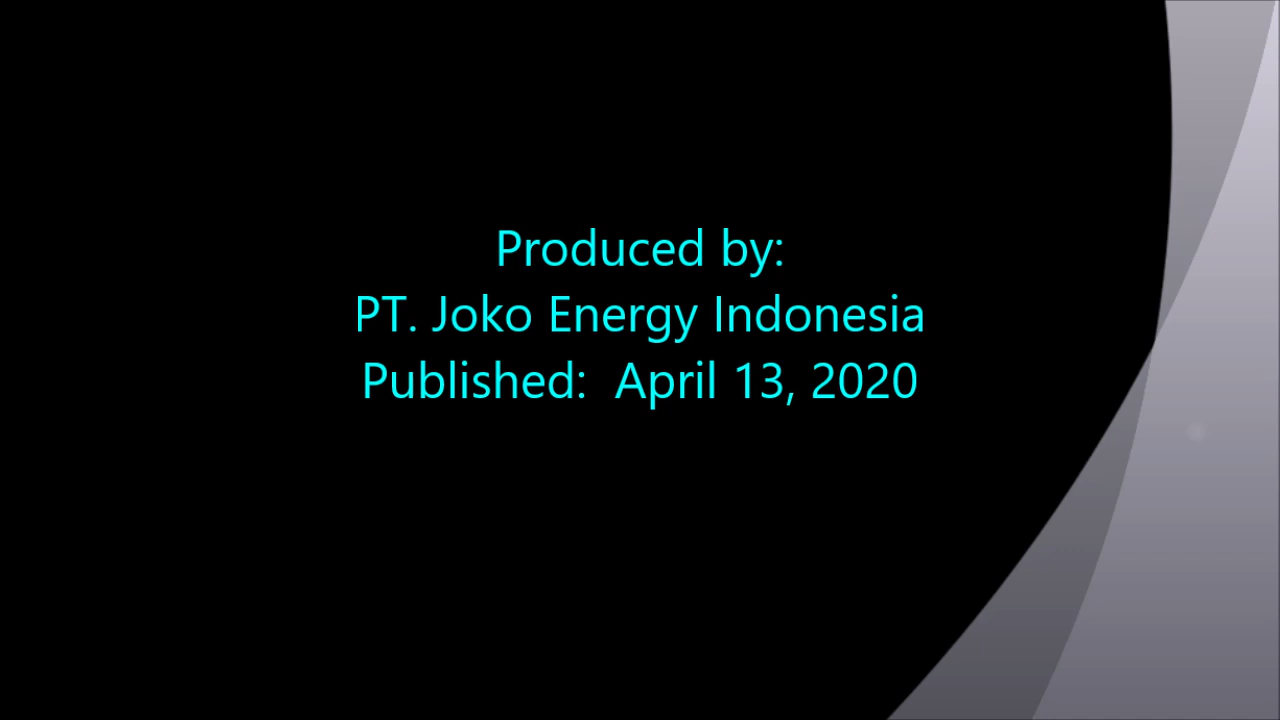 Produced by:
PT. Joko Energy Indonesia
Published:  April 13, 2020